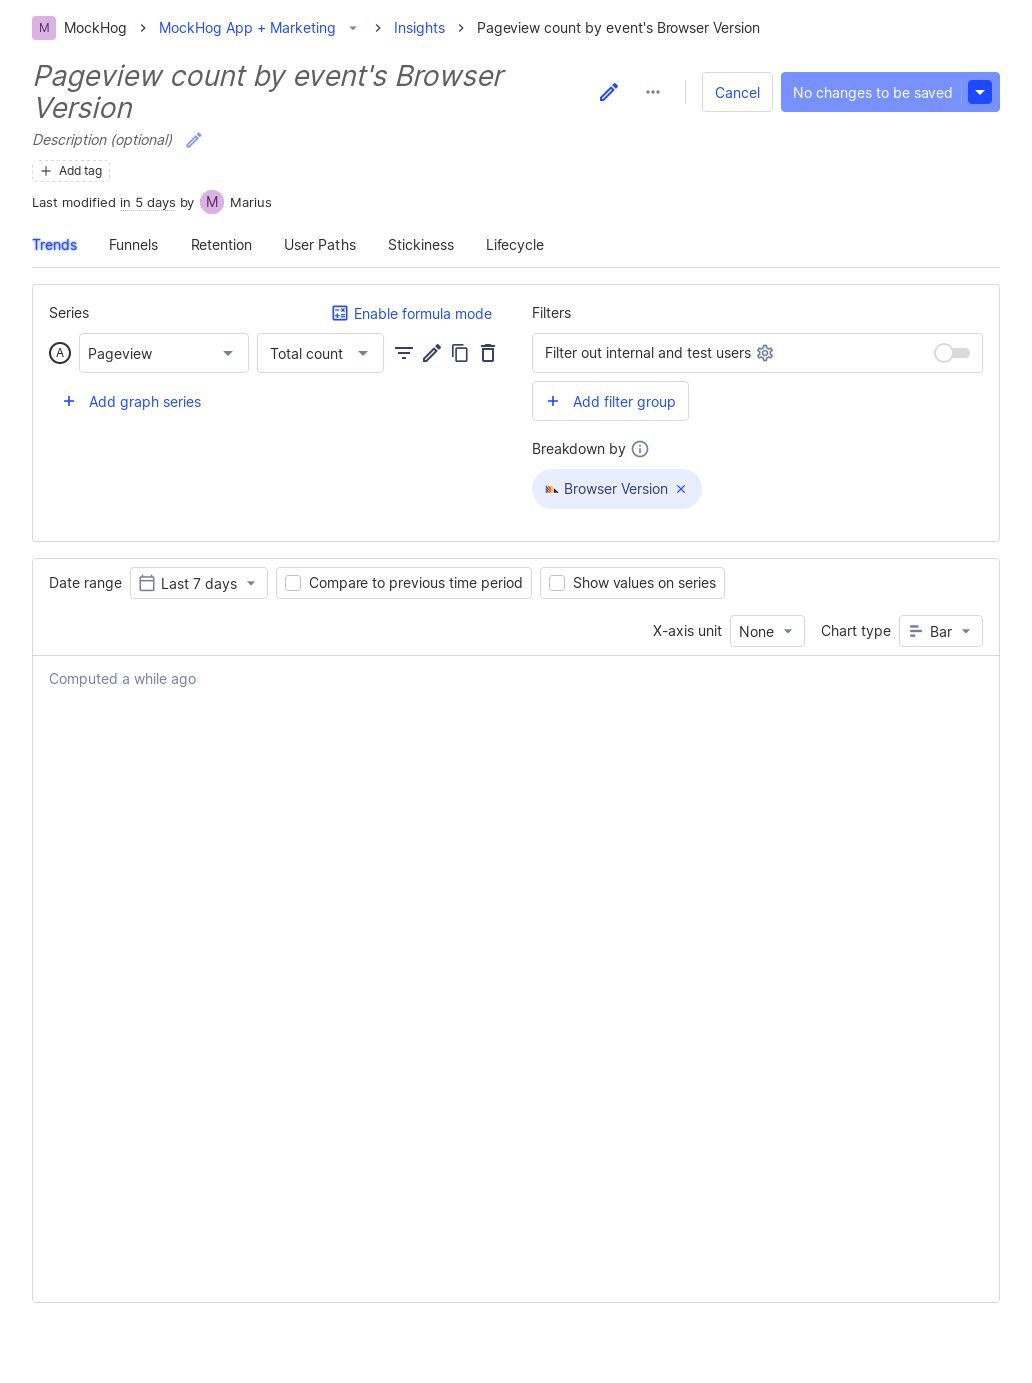 M MockHog MockHog App + Marketing Insights Pageview count by event's Browser Version
Pageview count by event's Browser
Version
Cancel
No changes to be saved
Description (optional)
Add tag
Last modified in 5 days by M Marius
Trends Funnels Retention User Paths Stickiness Lifecycle
Series
Enable formula mode
A Pageview Total count
Add graph series
Filters
Filter out internal and test users
Add filter group
Breakdown by
Browser Version
Date range Last 7 days Compare to previous time period Show values on series
X-axis unit None Chart type Bar
Computed a while ago